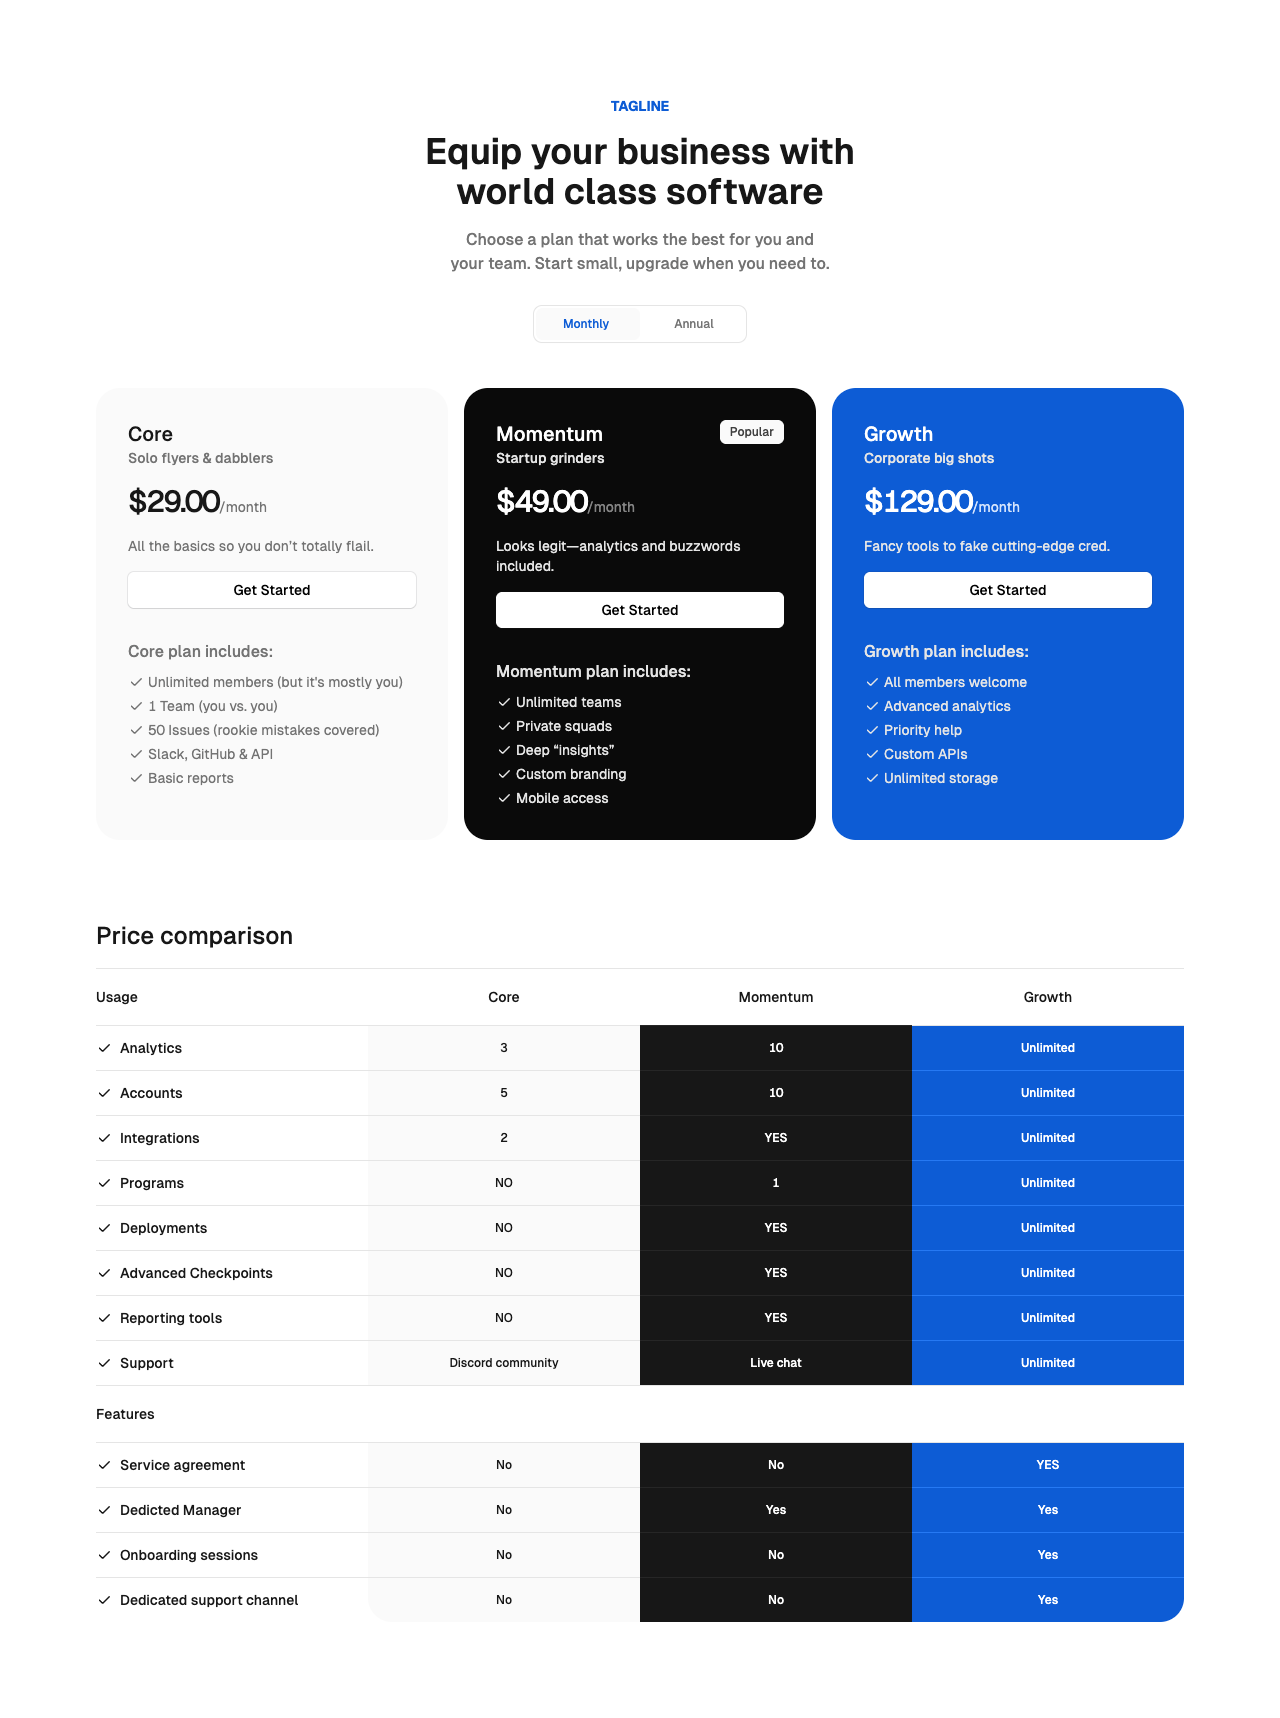 TAGLINE
Equip your business with
world class software
Choose a plan that works the best for you and
your team. Start small, upgrade when you need to.
Monthly Annual
Core
Solo flyers & dabblers
$29.00/month
All the basics so you don’t totally flail.
Get Started
Core plan includes:
Unlimited members (but it's mostly you)
1 Team (you vs. you)
50 Issues (rookie mistakes covered)
Slack, GitHub & API
Basic reports
Momentum
Popular
Startup grinders
$49.00/month
Looks legit—analytics and buzzwords
included.
Get Started
Momentum plan includes:
Unlimited teams
Private squads
Deep “insights”
Custom branding
Mobile access
Growth
Corporate big shots
$129.00/month
Fancy tools to fake cutting-edge cred.
Get Started
Growth plan includes:
All members welcome
Advanced analytics
Priority help
Custom APIs
Unlimited storage
Price comparison
Usage Core Momentum Growth
Analytics 3 10 Unlimited
Accounts 5 10 Unlimited
Integrations 2 YES Unlimited
Programs NO 1 Unlimited
Deployments NO YES Unlimited
Advanced Checkpoints NO YES Unlimited
Reporting tools NO YES Unlimited
Support Discord community Live chat Unlimited
Features
Service agreement No No YES
Dedicted Manager No Yes Yes
Onboarding sessions No No Yes
Dedicated support channel No No Yes